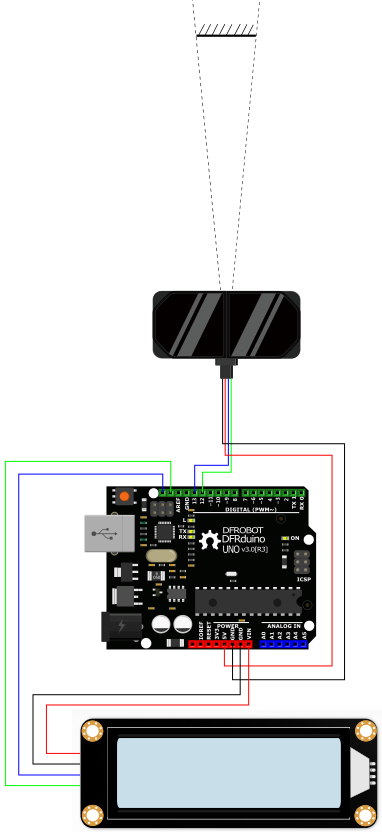 AREF
GND
13
12
~11
~10
~9
8
7
~6
~5
4
~3
2
TX 1
RX 0
DIGITAL (PWM~)
L
TX
RX
DFROBOT
DFRduino
UNO v3.0[R3]
ON
ICSP
POWER
ANALOG IN
IOREF
RESET
3V3
5V
GND
GND
VIN
A0
A1
A2
A3
A4
A5